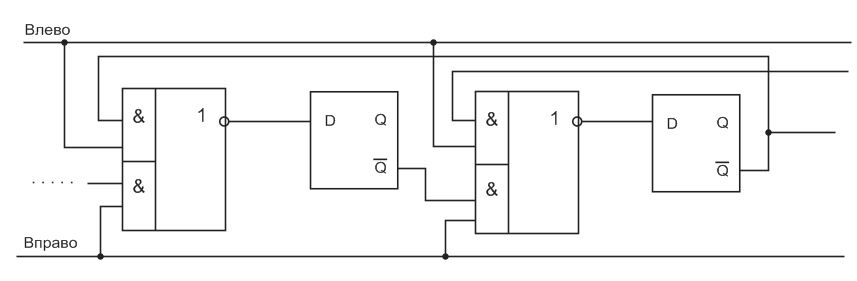 Влево
& 1 D Q & 1 D Q
..... & Q̅ & Q̅
Вправо